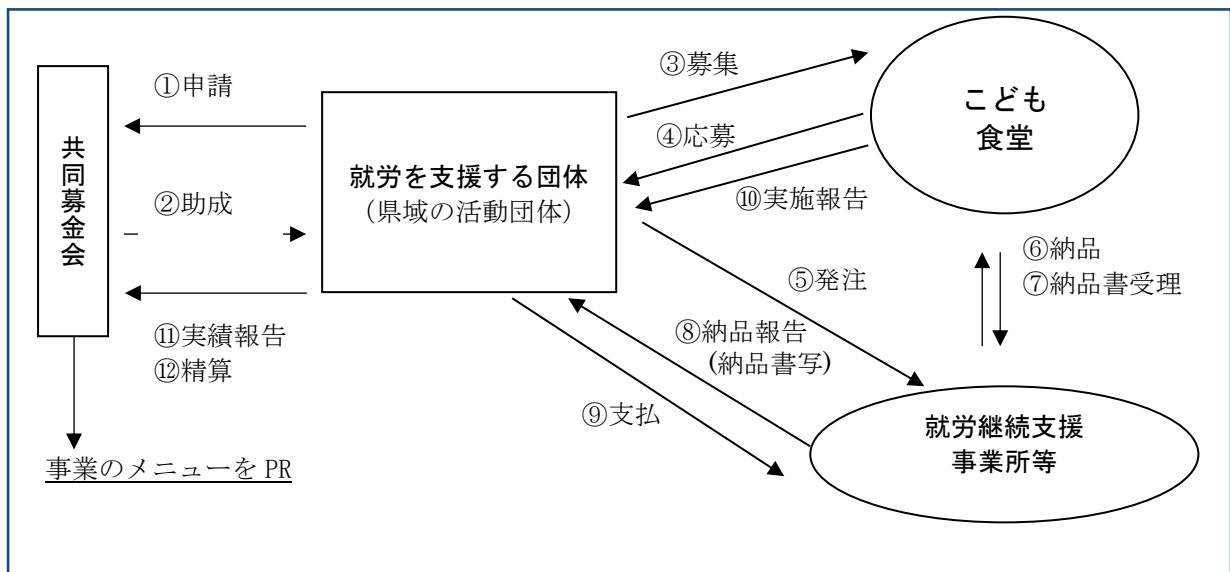 共同募金会
①申請
②助成
⑪実績報告
⑫精算
事業のメニューを PR
就労を支援する団体
（県域の活動団体）
③募集
④応募
⑩実施報告
⑤発注
⑧納品報告
(納品書写)
⑨支払
こども
食堂
⑥納品
⑦納品書受理
就労継続支援
事業所等